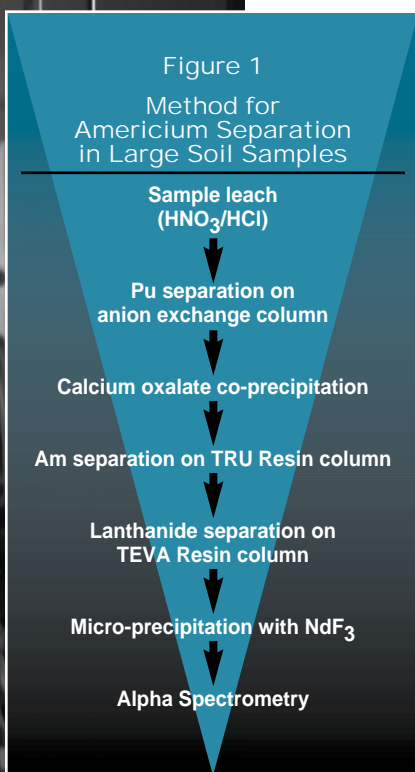 Figure 1
Method for
Americium Separation
in Large Soil Samples
Sample leach
(HNO3/HCl)
Pu separation on
anion exchange column
Calcium oxalate co-precipitation
Am separation on TRU Resin column
Lanthanide separation on
TEVA Resin column
Micro-precipitation with NdF3
Alpha Spectrometry